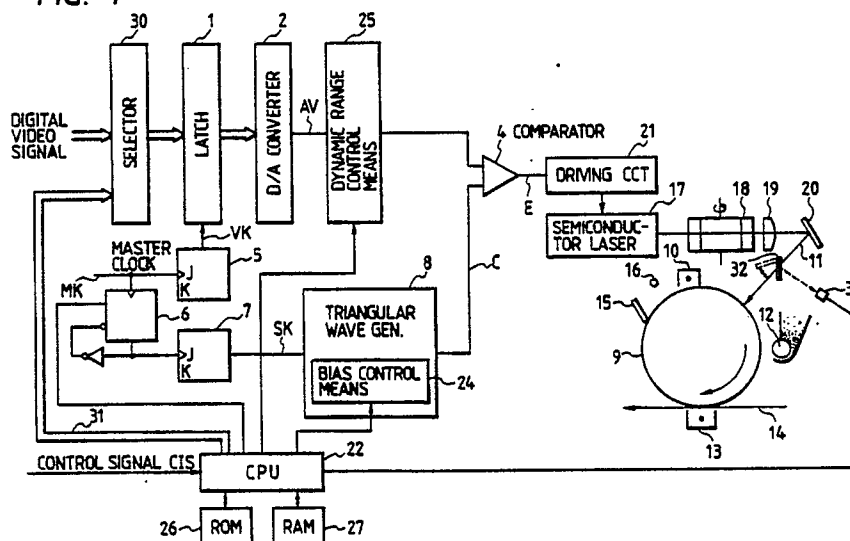 30
1
2
25
DIGITAL
VIDEO
SIGNAL
SELECTOR
LATCH
D/A CONVERTER
AV
DYNAMIC RANGE
CONTROL
MEANS
4 COMPARATOR
E
21
DRIVING CCT
17
SEMICONDUC-
TOR LASER
18
19
20
11
VK
MASTER
CLOCK
MK
J
K
5
6
7
J
K
SK
8
TRIANGULAR
WAVE GEN.
C
BIAS CONTROL
MEANS
24
10
16
32
15
12
9
14
13
31
CONTROL SIGNAL CIS
CPU
22
26
ROM
RAM
27